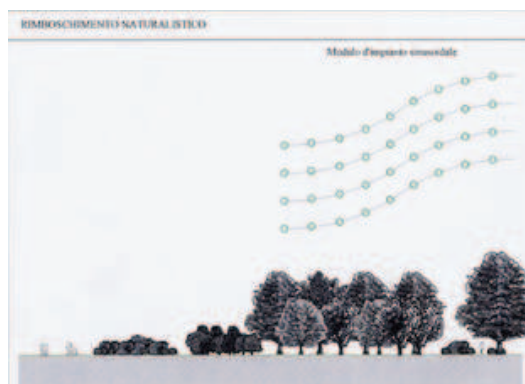 RIMBOSCHIMENTO NATURALISTICO
Modulo d'impianto sinusoidale